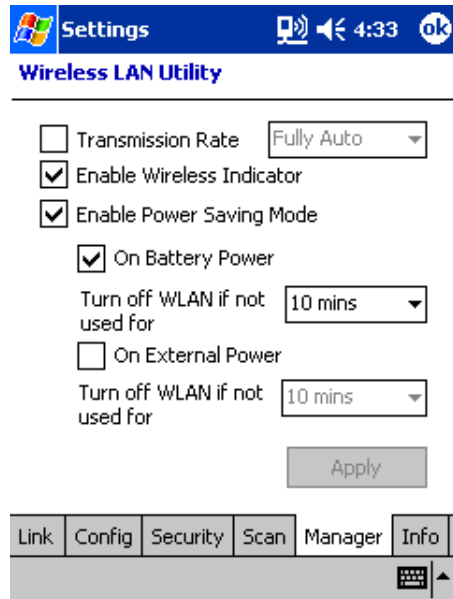 Settings 4:33 ok
Wireless LAN Utility
Transmission Rate Fully Auto
Enable Wireless Indicator
Enable Power Saving Mode
On Battery Power
Turn off WLAN if not 10 mins
used for
On External Power
Turn off WLAN if not 10 mins
used for
Apply
Link Config Security Scan Manager Info